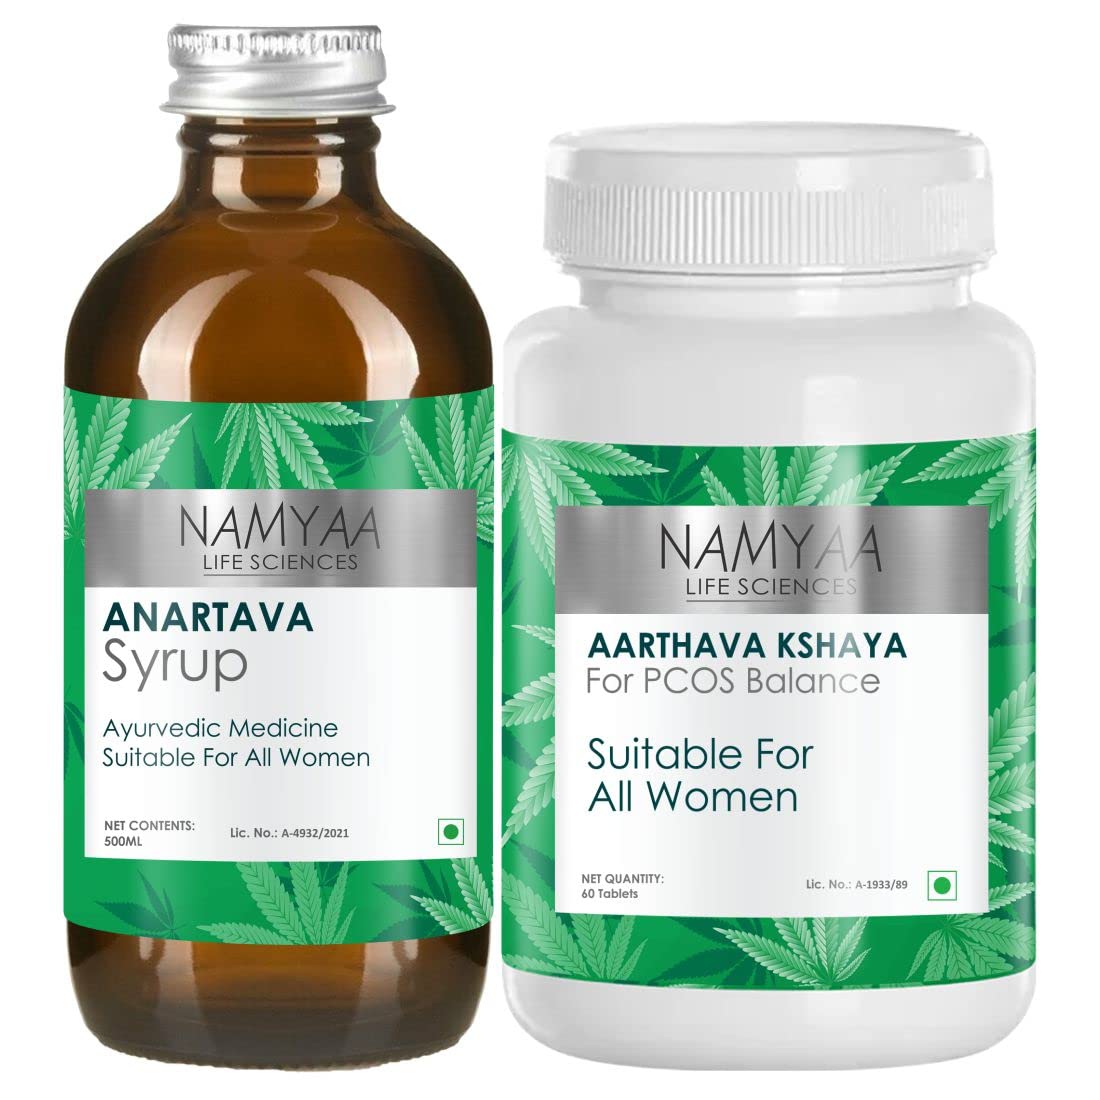 NAMYAA
LIFE SCIENCES
ANARTAVA
Syrup
Ayurvedic Medicine
Suitable For All Women
NET CONTENTS:
500ML
Lic. No.: A-4932/2021
NAMYAA
LIFE SCIENCES
AARTHAVA KSHAYA
For PCOS Balance
Suitable For
All Women
NET QUANTITY:
60 Tablets
Lic. No.: A-1933/89